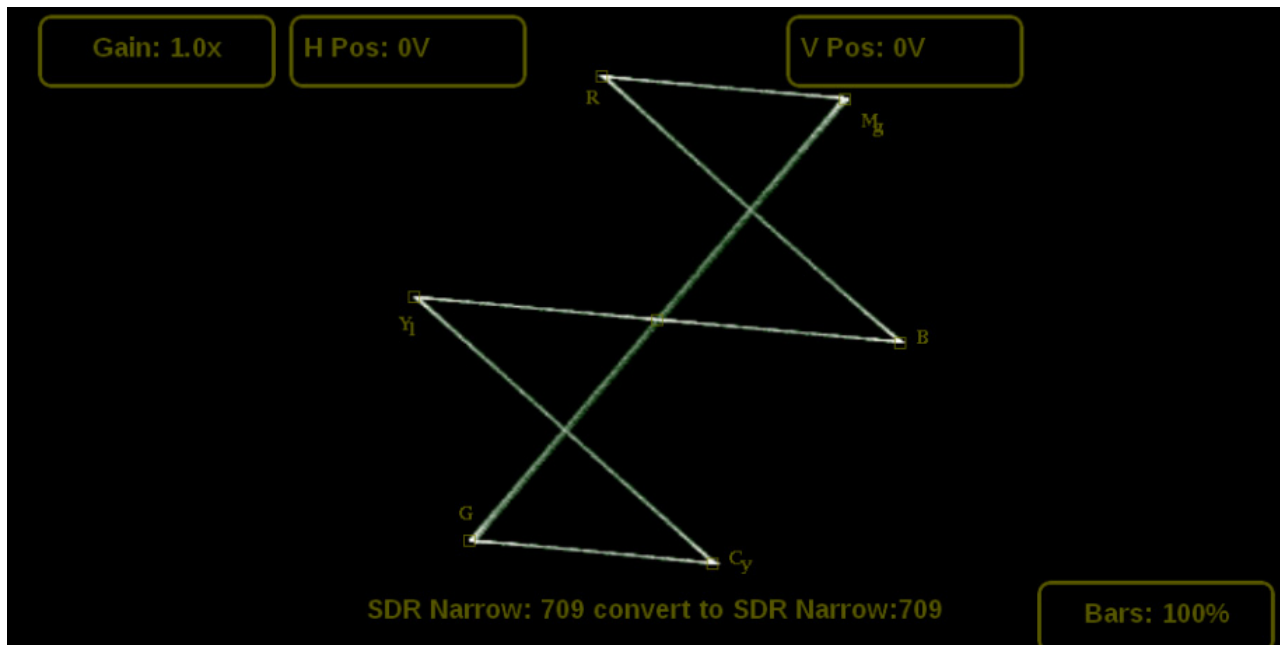 Gain: 1.0x
H Pos: 0V
V Pos: 0V
R
Mg
Yl
B
G
Cy
SDR Narrow: 709 convert to SDR Narrow:709
Bars: 100%